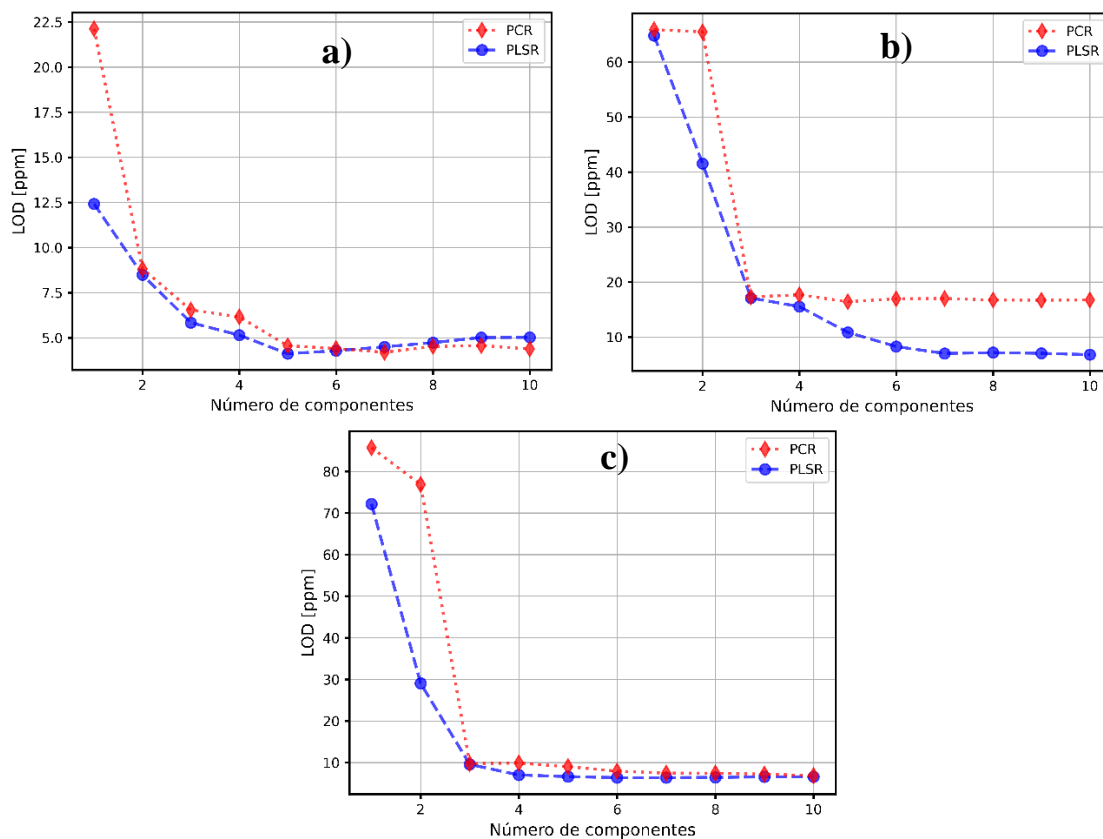 a)
PCR
PLSR
22.5
20.0
17.5
15.0
12.5
10.0
7.5
5.0
LOD [ppm]
2
4
6
8
10
Número de componentes
b)
PCR
PLSR
60
50
40
30
20
10
LOD [ppm]
2
4
6
8
10
Número de componentes
c)
PCR
PLSR
80
70
60
50
40
30
20
10
LOD [ppm]
2
4
6
8
10
Número de componentes